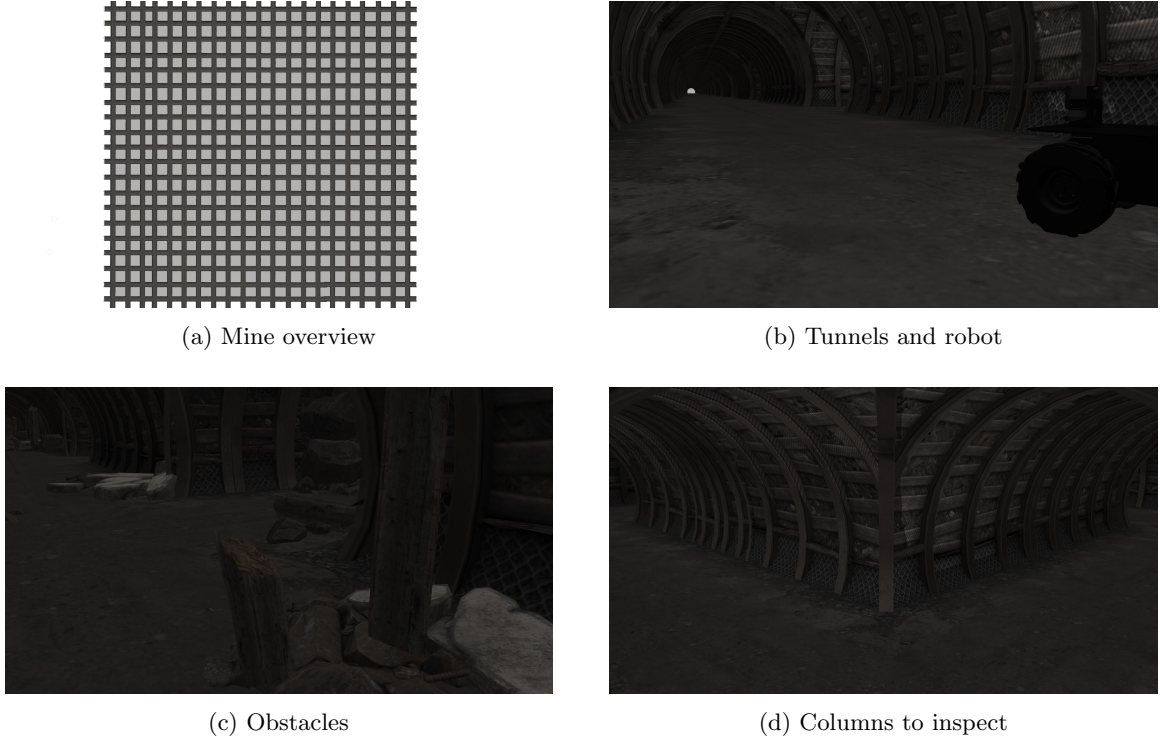 (a) Mine overview
(b) Tunnels and robot
(c) Obstacles
(d) Columns to inspect